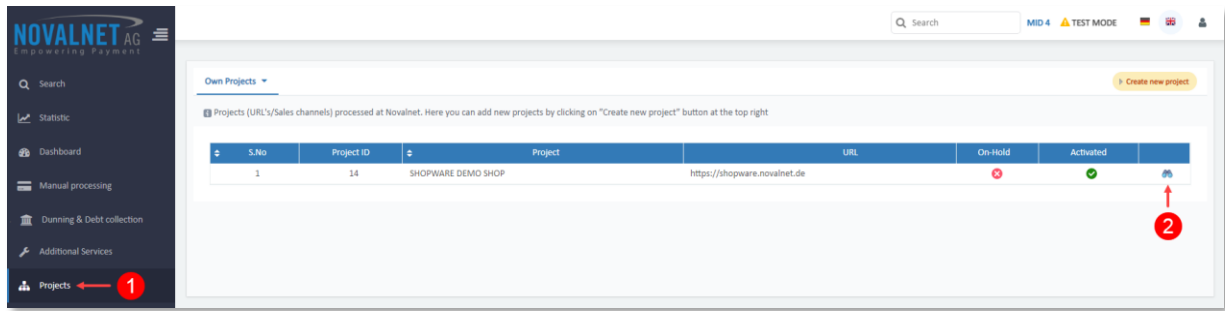 NOVALNET AG
Empowering Payment
Search
MID 4 TEST MODE
Search
Statistic
Dashboard
Manual processing
Dunning & Debt collection
Additional Services
Projects
1
Own Projects
Create new project
Projects (URL's/Sales channels) processed at Novalnet. Here you can add new projects by clicking on "Create new project" button at the top right
S.No Project ID Project URL On-Hold Activated
1 14 SHOPWARE DEMO SHOP https://shopware.novalnet.de
2